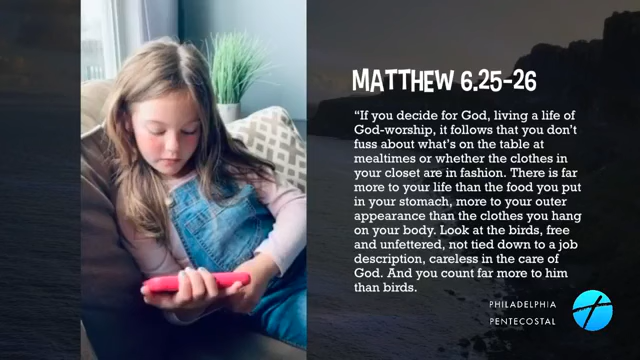 MATTHEW 6.25-26
“If you decide for God, living a life of
God-worship, it follows that you don’t
fuss about what’s on the table at
mealtimes or whether the clothes in
your closet are in fashion. There is far
more to your life than the food you put
in your stomach, more to your outer
appearance than the clothes you hang
on your body. Look at the birds, free
and unfettered, not tied down to a job
description, careless in the care of
God. And you count far more to him
than birds.
PHILADELPHIA
PENTECOSTAL